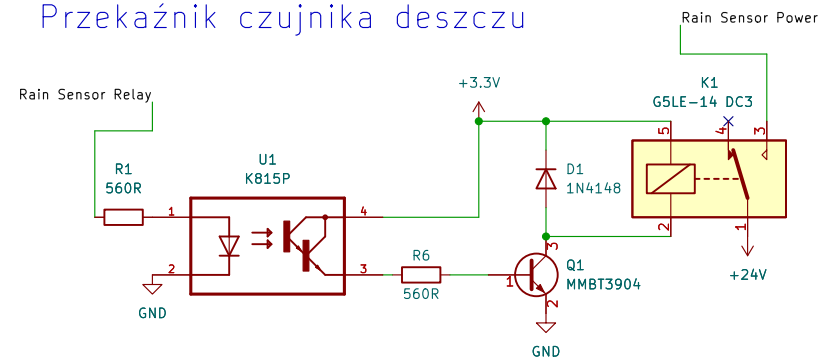 Przekaźnik czujnika deszczu
Rain Sensor Power
+3.3V
K1
G5LE-14 DC3
Rain Sensor Relay
5
4
3
U1
K815P
R1
560R
D1
1N4148
1
4
2
1
+24V
2
3
R6
560R
3
1
Q1
MMBT3904
2
GND
GND